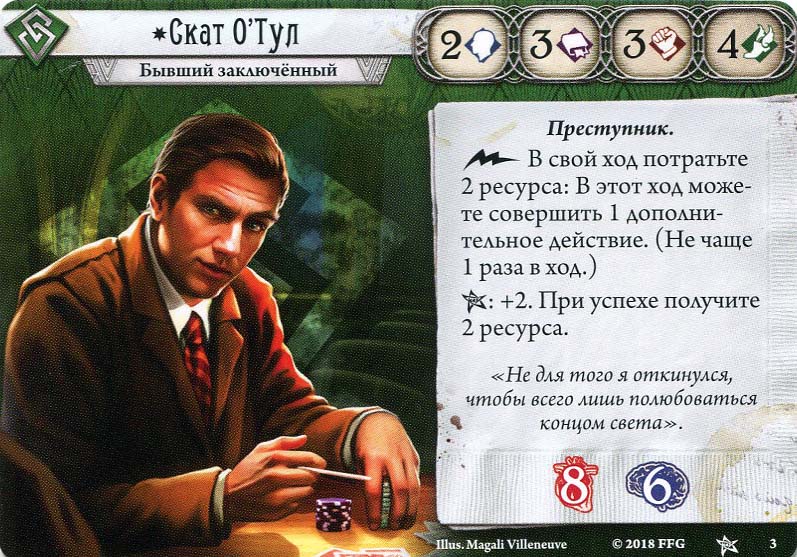 Скат О'Тул
Бывший заключённый
2 3 3 4
Преступник.
В свой ход потратьте
2 ресурса: В этот ход може-
те совершить 1 дополни-
тельное действие. (Не чаще
1 раза в ход.)
: +2. При успехе получите
2 ресурса.
«Не для того я откинулся,
чтобы всего лишь полюбоваться
концом света».
8 6
Illus. Magali Villeneuve © 2018 FFG 3